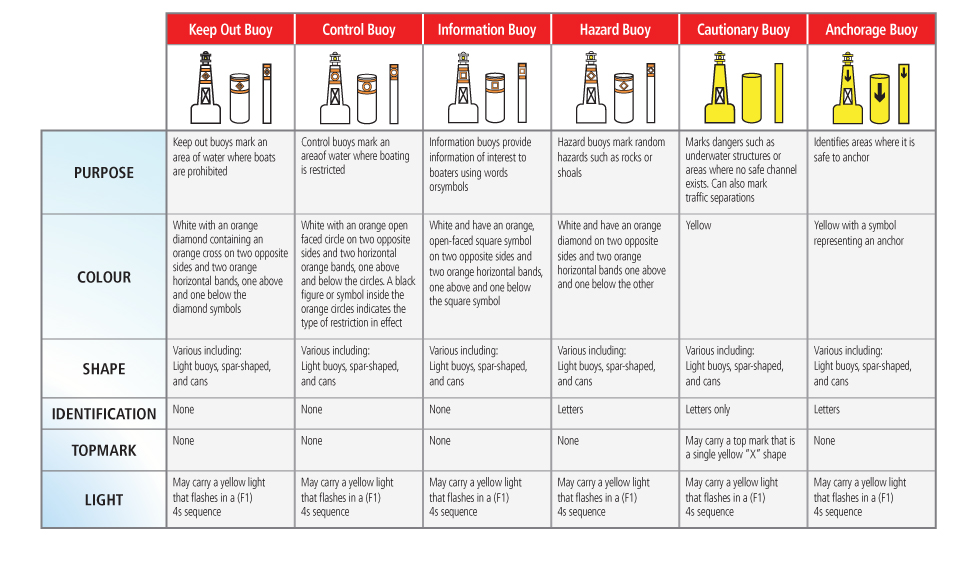 Keep Out Buoy
Control Buoy
Information Buoy
Hazard Buoy
Cautionary Buoy
Anchorage Buoy
PURPOSE
Keep out buoys mark an
area of water where boats
are prohibited
Control buoys mark an
areaof water where boating
is restricted
Information buoys provide
information of interest to
boaters using words
orsymbols
Hazard buoys mark random
hazards such as rocks or
shoals
Marks dangers such as
underwater structures or
areas where no safe channel
exists. Can also mark
traffic separations
Identifies areas where it is
safe to anchor
COLOUR
White with an orange
diamond containing an
orange cross on two opposite
sides and two orange
horizontal bands, one above
and one below the
diamond symbols
White with an orange open
faced circle on two opposite
sides and two horizontal
orange bands, one above
and below the circles. A black
figure or symbol inside the
orange circles indicates the
type of restriction in effect
White and have an orange,
open-faced square symbol
on two opposite sides and
two orange horizontal bands,
one above and one below
the square symbol
White and have an orange
diamond on two opposite
sides and two orange
horizontal bands one above
and one below the other
Yellow
Yellow with a symbol
representing an anchor
SHAPE
Various including:
Light buoys, spar-shaped,
and cans
Various including:
Light buoys, spar-shaped,
and cans
Various including:
Light buoys, spar-shaped,
and cans
Various including:
Light buoys, spar-shaped,
and cans
Various including:
Light buoys, spar-shaped,
and cans
Various including:
Light buoys, spar-shaped,
and cans
IDENTIFICATION
None
None
None
Letters
Letters only
Letters
TOPMARK
None
None
None
None
May carry a top mark that is
a single yellow "X" shape
None
LIGHT
May carry a yellow light
that flashes in a (F1)
4s sequence
May carry a yellow light
that flashes in a (F1)
4s sequence
May carry a yellow light
that flashes in a (F1)
4s sequence
May carry a yellow light
that flashes in a (F1)
4s sequence
May carry a yellow light
that flashes in a (F1)
4s sequence
May carry a yellow light
that flashes in a (F1)
4s sequence